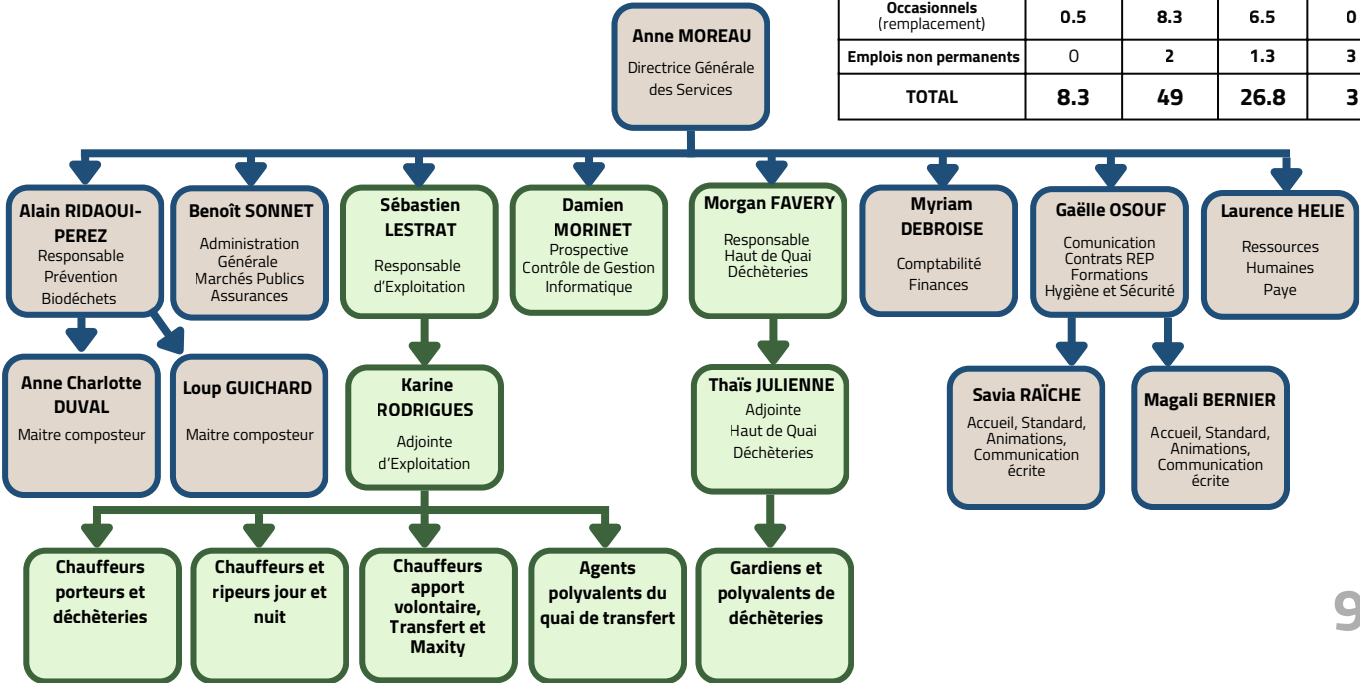 Occasionnels
(remplacement)
0.5
8.3
6.5
0
Emplois non permanents
0
2
1.3
3
TOTAL
8.3
49
26.8
3
Anne MOREAU
Directrice Générale
des Services
Alain RIDAOUI-
PEREZ
Responsable
Prévention
Biodéchets
Benoît SONNET
Administration
Générale
Marchés Publics
Assurances
Sébastien
LESTRAT
Responsable
d'Exploitation
Damien
MORINET
Prospective
Contrôle de Gestion
Informatique
Morgan FAVERY
Responsable
Haut de Quai
Déchèteries
Myriam
DEBROISE
Comptabilité
Finances
Gaëlle OSOUF
Comunication
Contrats REP
Formations
Hygiène et Sécurité
Laurence HELIE
Ressources
Humaines
Paye
Anne Charlotte
DUVAL
Maitre composteur
Loup GUICHARD
Maitre composteur
Karine
RODRIGUES
Adjointe
d'Exploitation
Thaïs JULIENNE
Adjointe
Haut de Quai
Déchèteries
Savia RAÏCHE
Accueil, Standard,
Animations,
Communication
écrite
Magali BERNIER
Accueil, Standard,
Animations,
Communication
écrite
Chauffeurs
porteurs et
déchèteries
Chauffeurs et
ripeurs jour et
nuit
Chauffeurs
apport
volontaire,
Transfert et
Maxity
Agents
polyvalents du
quai de transfert
Gardiens et
polyvalents de
déchèteries
9